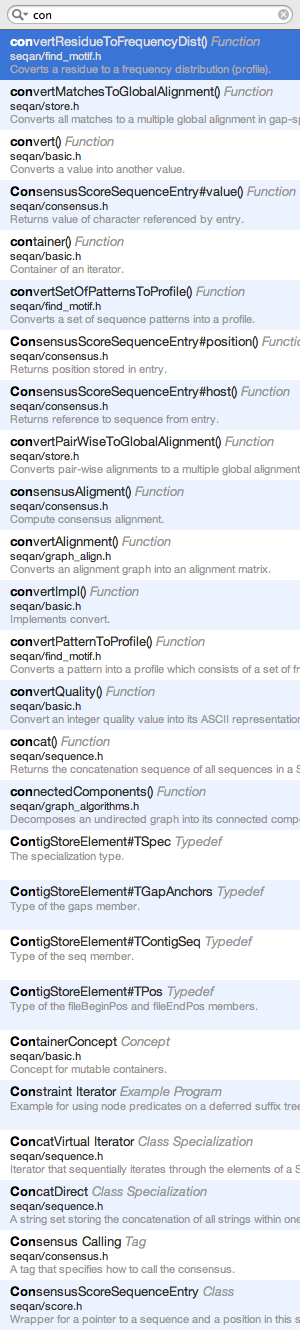 con
convertResidueToFrequencyDist() Function
seqan/find_motif.h
Coverts a residue to a frequency distribution (profile).
convertMatchesToGlobalAlignment() Function
seqan/store.h
Converts all matches to a multiple global alignment in gap-sp
convert() Function
seqan/basic.h
Converts a value into another value.
ConsensusScoreSequenceEntry#value() Function
seqan/consensus.h
Returns value of character referenced by entry.
container() Function
seqan/basic.h
Container of an iterator.
convertSetOfPatternsToProfile() Function
seqan/find_motif.h
Converts a set of sequence patterns into a profile.
ConsensusScoreSequenceEntry#position() Functio
seqan/consensus.h
Returns position stored in entry.
ConsensusScoreSequenceEntry#host() Function
seqan/consensus.h
Returns reference to sequence from entry.
convertPairWiseToGlobalAlignment() Function
seqan/store.h
Converts pair-wise alignments to a multiple global alignment
consensusAligment() Function
seqan/consensus.h
Compute consensus alignment.
convertAlignment() Function
seqan/graph_align.h
Converts an alignment graph into an alignment matrix.
convertImpl() Function
seqan/basic.h
Implements convert.
convertPatternToProfile() Function
seqan/find_motif.h
Converts a pattern into a profile which consists of a set of fr
convertQuality() Function
seqan/basic.h
Convert an integer quality value into its ASCII representation
concat() Function
seqan/sequence.h
Returns the concatenation sequence of all sequences in a S
connectedComponents() Function
seqan/graph_algorithms.h
Decomposes an undirected graph into its connected compo
ContigStoreElement#TSpec Typedef
The specialization type.
ContigStoreElement#TGapAnchors Typedef
Type of the gaps member.
ContigStoreElement#TContigSeq Typedef
Type of the seq member.
ContigStoreElement#TPos Typedef
Type of the fileBeginPos and fileEndPos members.
ContainerConcept Concept
seqan/basic.h
Concept for mutable containers.
Constraint Iterator Example Program
Example for using node predicates on a deferred suffix tree
ConcatVirtual Iterator Class Specialization
seqan/sequence.h
Iterator that sequentially iterates through the elements of a S
ConcatDirect Class Specialization
seqan/sequence.h
A string set storing the concatenation of all strings within one
Consensus Calling Tag
seqan/consensus.h
A tag that specifies how to call the consensus.
ConsensusScoreSequenceEntry Class
seqan/score.h
Wrapper for a pointer to a sequence and a position in this s